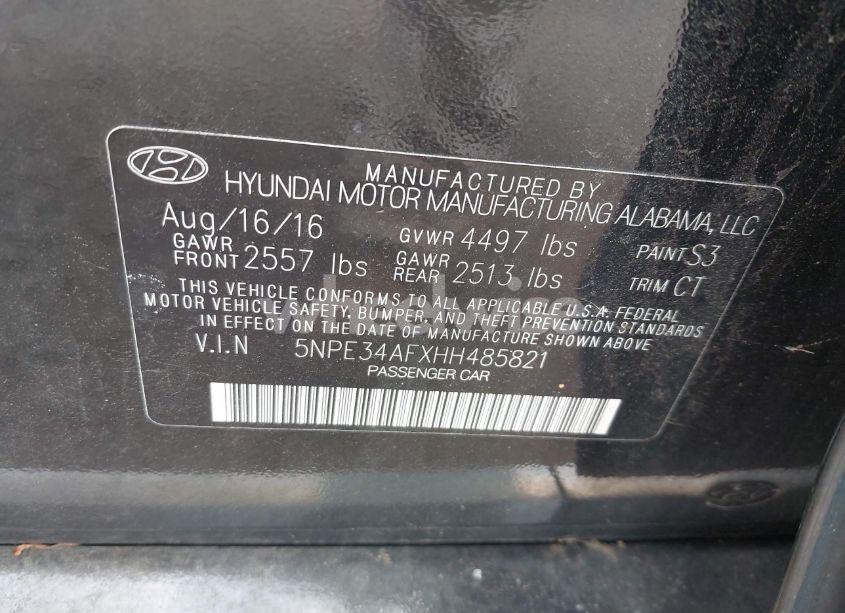 MANUFACTURED BY
HYUNDAI MOTOR MANUFACTURING ALABAMA, LLC
Aug/16/16 GVWR 4497 lbs PAINT S3
GAWR FRONT 2557 lbs GAWR REAR 2513 lbs TRIM CT
THIS VEHICLE CONFORMS TO ALL APPLICABLE U.S.A. FEDERAL
MOTOR VEHICLE SAFETY, BUMPER, AND THEFT PREVENTION STANDARDS
IN EFFECT ON THE DATE OF MANUFACTURE SHOWN ABOVE
V.I.N 5NPE34AFXHH485821
PASSENGER CAR